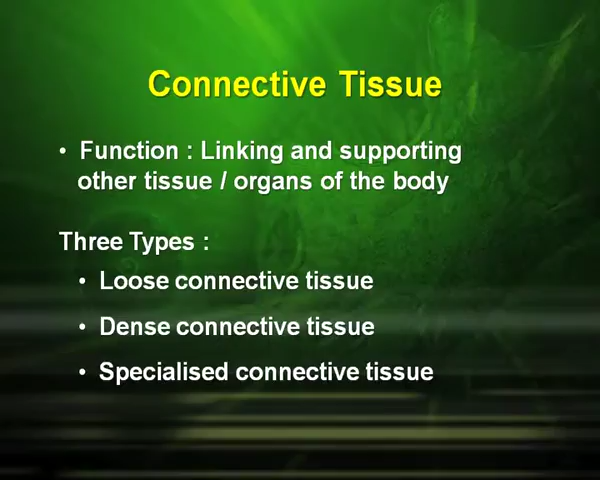 Connective Tissue
• Function : Linking and supporting
other tissue / organs of the body
Three Types :
• Loose connective tissue
• Dense connective tissue
• Specialised connective tissue